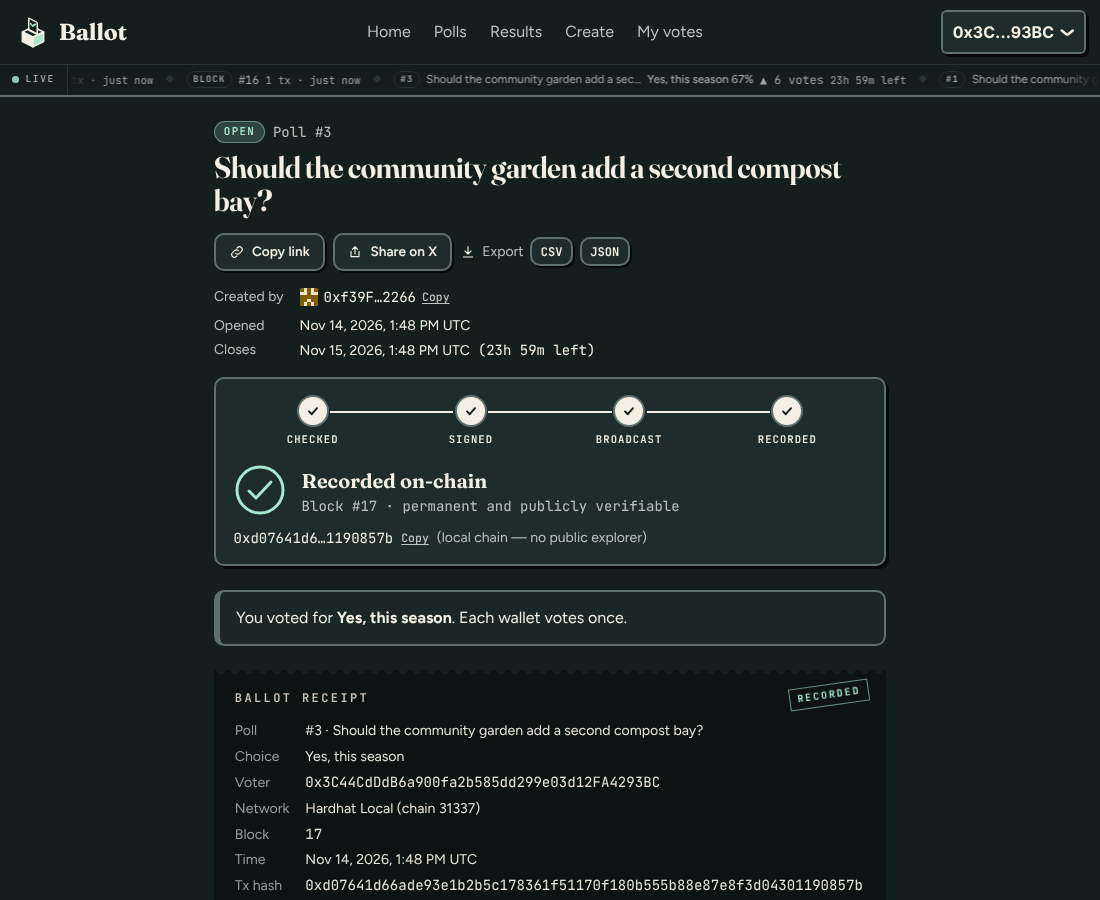 Ballot
Home Polls Results Create My votes
0x3C…93BC
LIVE
tx · just now BLOCK #16 1 tx · just now #3 Should the community garden add a sec… Yes, this season 67% ▲ 6 votes 23h 59m left #1 Should the community
OPEN Poll #3
Should the community garden add a second compost
bay?
Copy link Share on X Export CSV JSON
Created by 0xf39F…2266 Copy
Opened Nov 14, 2026, 1:48 PM UTC
Closes Nov 15, 2026, 1:48 PM UTC (23h 59m left)
CHECKED SIGNED BROADCAST RECORDED
Recorded on-chain
Block #17 · permanent and publicly verifiable
0xd07641d6…1190857b Copy (local chain — no public explorer)
You voted for Yes, this season. Each wallet votes once.
BALLOT RECEIPT
RECORDED
Poll #3 · Should the community garden add a second compost bay?
Choice Yes, this season
Voter 0x3C44CdDdB6a900fa2b585dd299e03d12FA4293BC
Network Hardhat Local (chain 31337)
Block 17
Time Nov 14, 2026, 1:48 PM UTC
Tx hash 0xd07641d66ade93e1b2b5c178361f51170f180b555b88e87e8f3d04301190857b